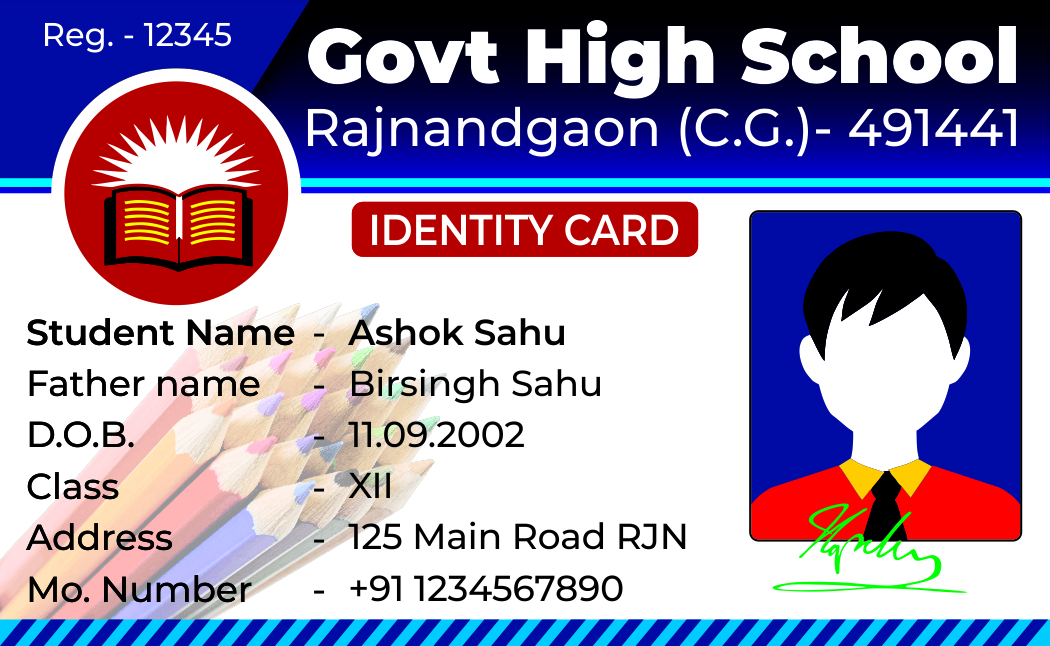 Reg. - 12345
Govt High School
Rajnandgaon (C.G.)- 491441
IDENTITY CARD
Student Name - Ashok Sahu
Father name - Birsingh Sahu
D.O.B. - 11.09.2002
Class - XII
Address - 125 Main Road RJN
Mo. Number - +91 1234567890